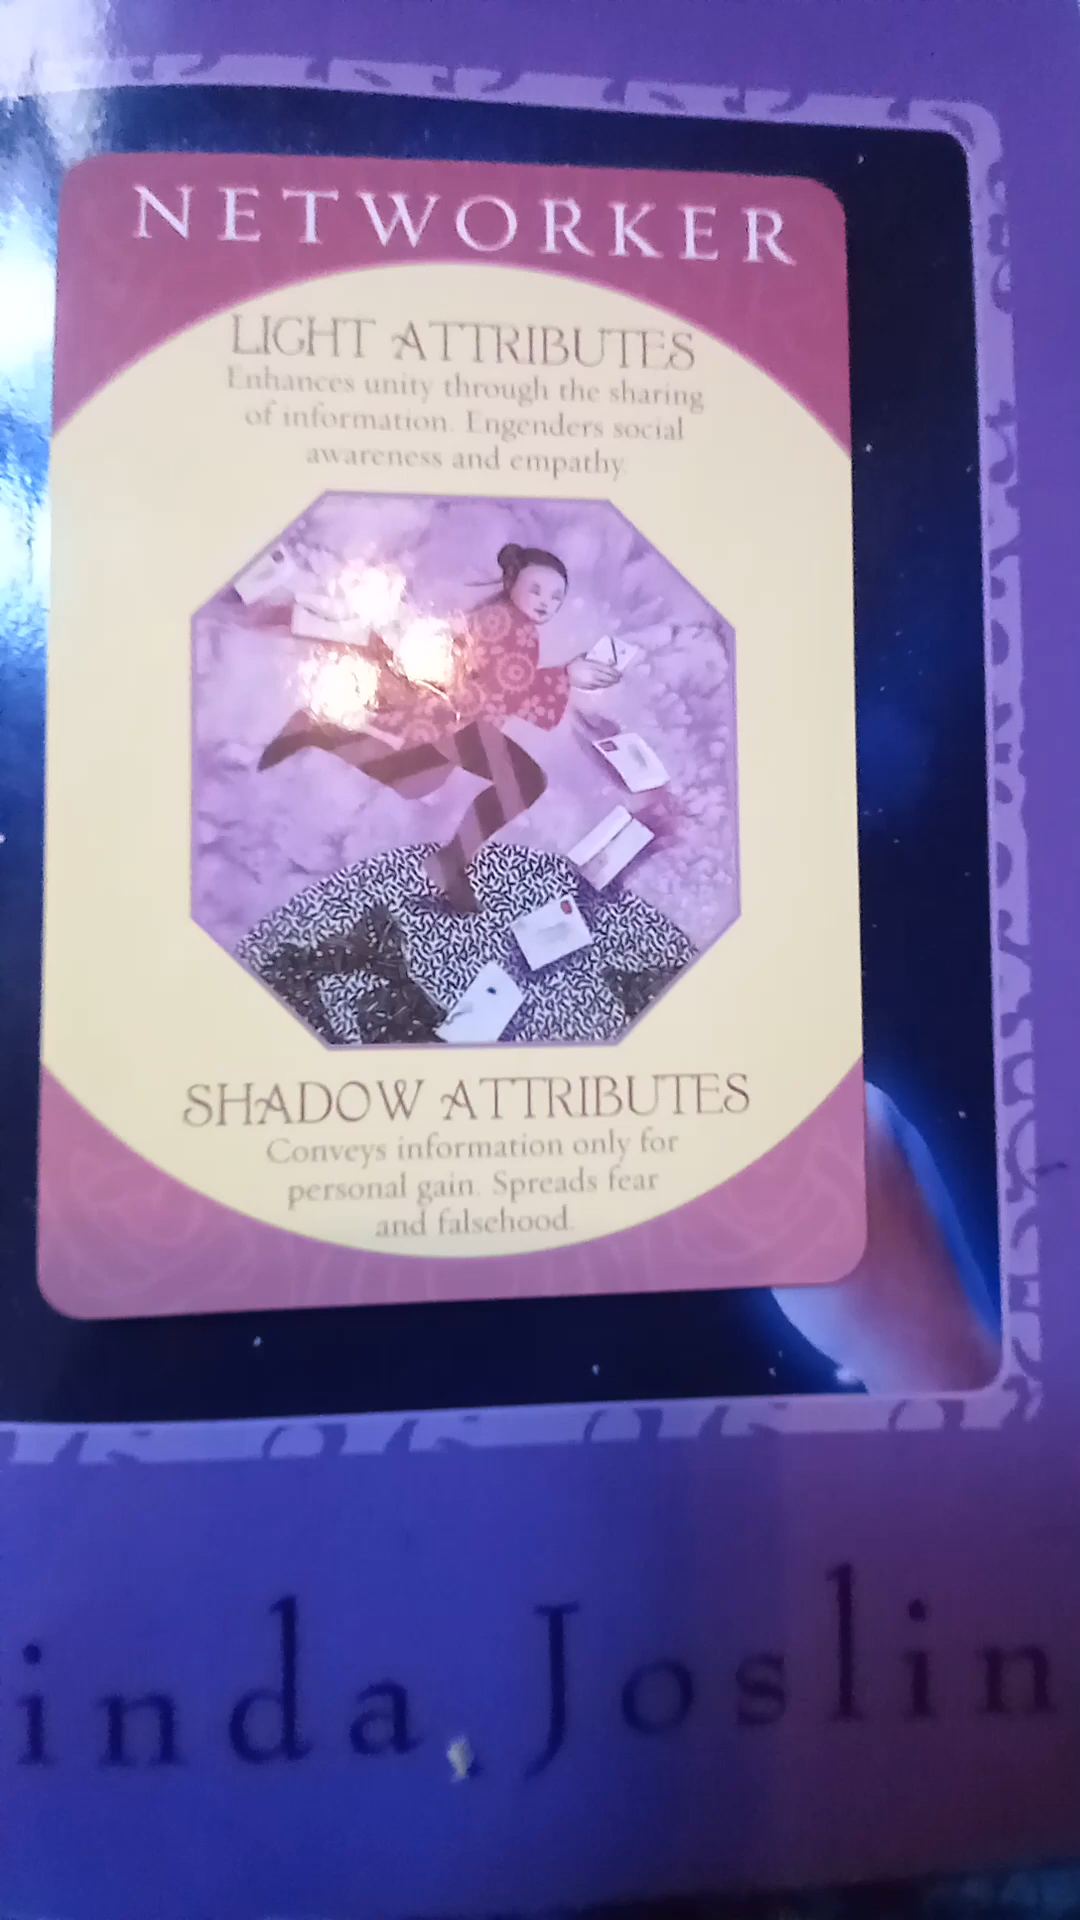 NETWORKER
LIGHT ATTRIBUTES
Enhances unity through the sharing
of information. Engenders social
awareness and empathy.
SHADOW ATTRIBUTES
Conveys information only for
personal gain. Spreads fear
and falsehood.
inda Joslin